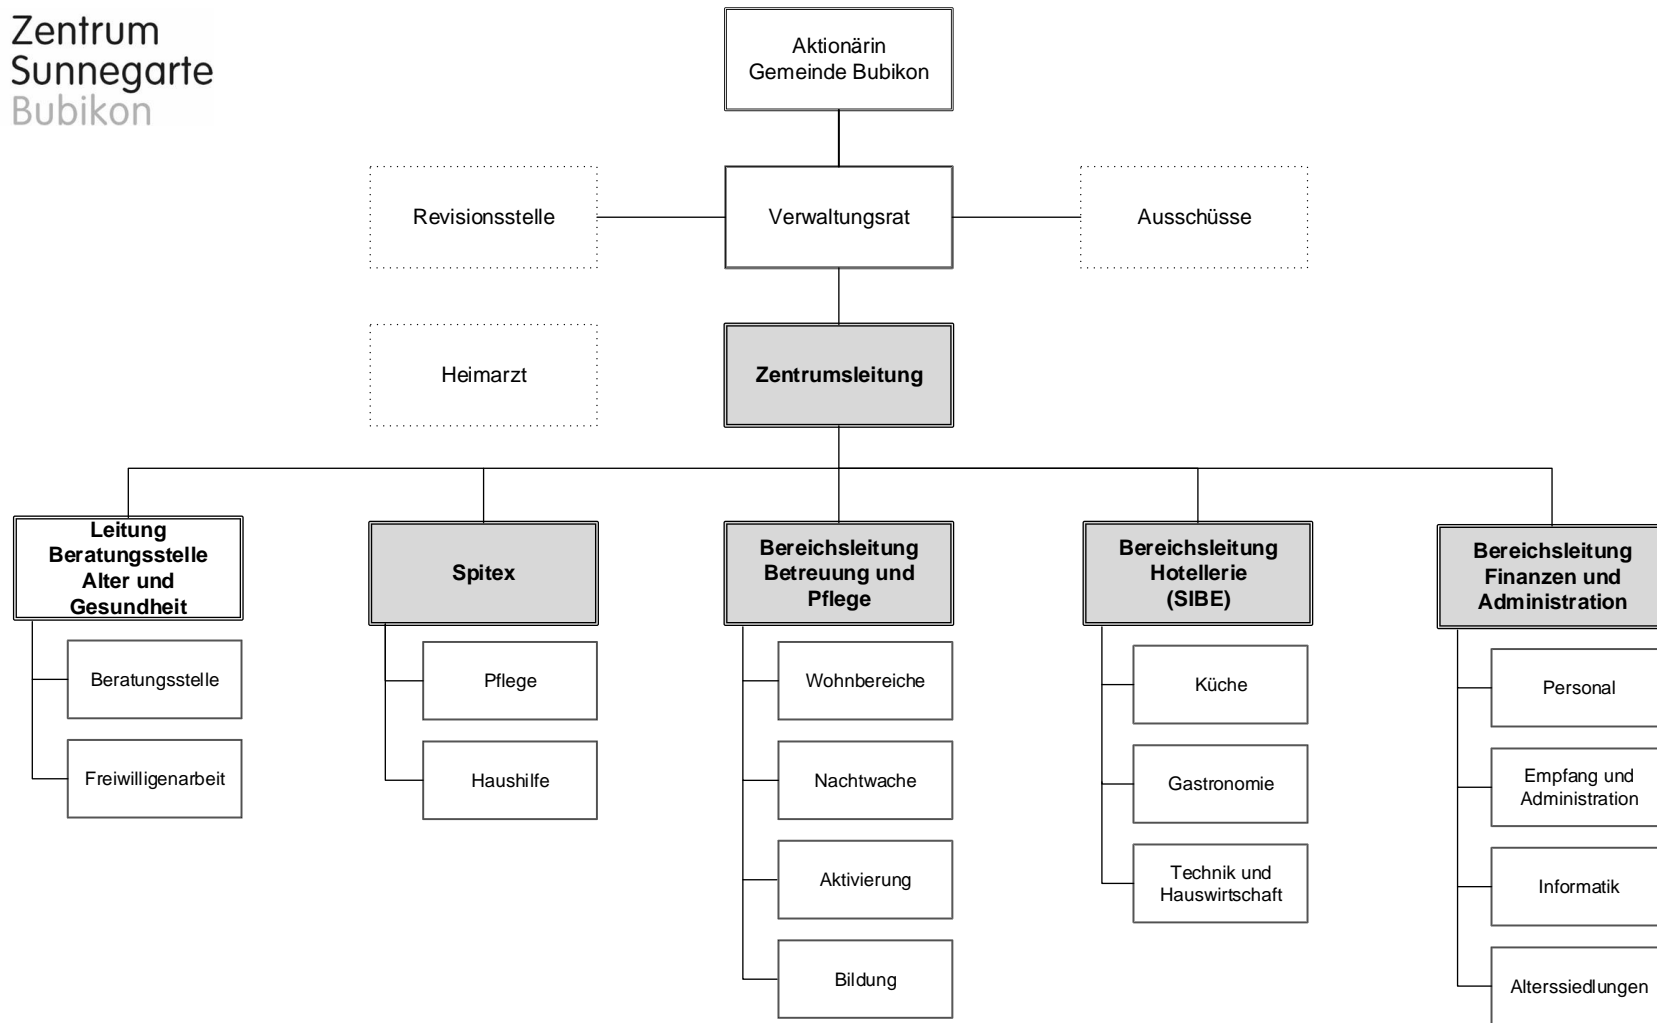 Zentrum
Sunnegarte
Bubikon
Aktionärin
Gemeinde Bubikon
Revisionsstelle
Verwaltungsrat
Ausschüsse
Heimarzt
Zentrumsleitung
Leitung
Beratungsstelle
Alter und
Gesundheit
Spitex
Bereichsleitung
Betreuung und
Pflege
Bereichsleitung
Hotellerie
(SIBE)
Bereichsleitung
Finanzen und
Administration
Beratungsstelle
Freiwilligenarbeit
Pflege
Haushilfe
Wohnbereiche
Nachtwache
Aktivierung
Bildung
Küche
Gastronomie
Technik und
Hauswirtschaft
Personal
Empfang und
Administration
Informatik
Alterssiedlungen